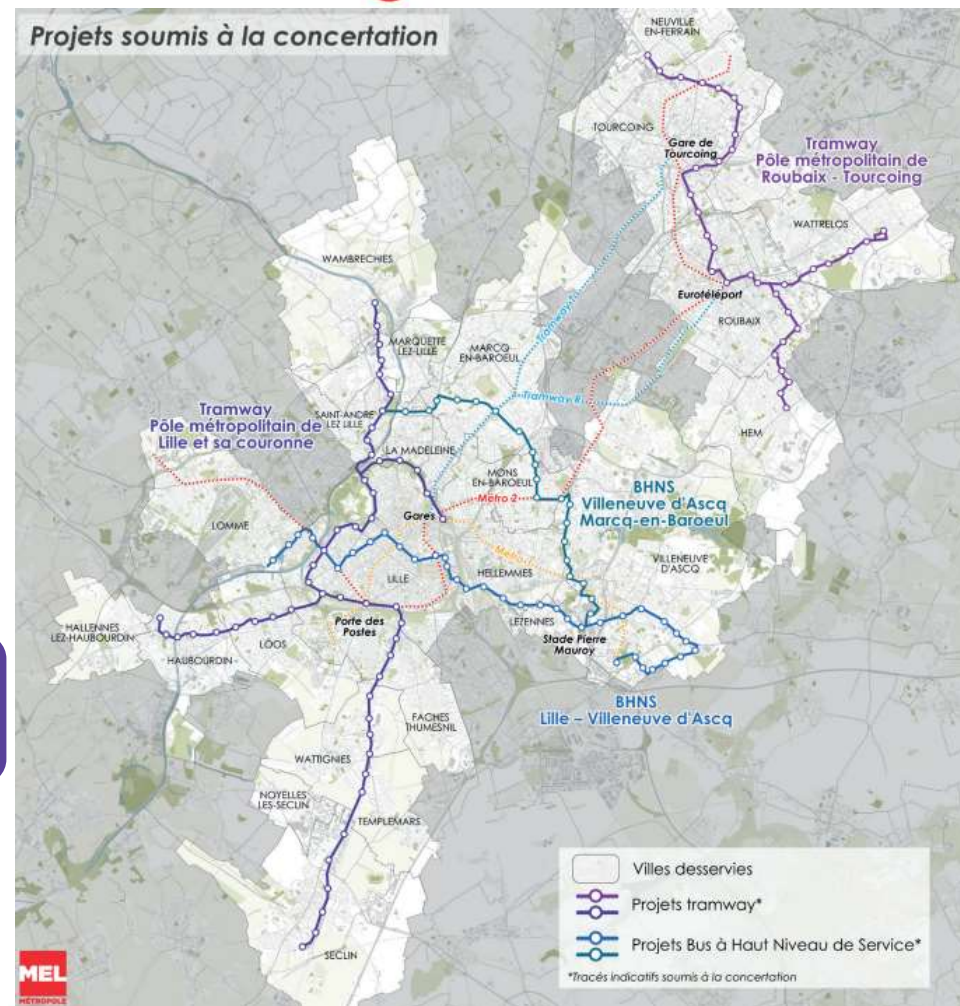 Projets soumis à la concertation
NEUVILLE
EN-FERRAIN
TOURCOING
Gare de
Tourcoing
Tramway
Pôle métropolitain de
Roubaix - Tourcoing
WATTRELOS
WAMBRECHIES
Eurotéléport
ROUBAIX
Tramway T
MARQUETTE
LEZ-LILLE
MARCQ
EN-BAROEUL
Tramway R
Tramway
Pôle métropolitain de
Lille et sa couronne
SAINT-ANDRE
LEZ LILLE
HEM
LA MADELEINE
MONS
EN-BAROEUL
BHNS
Villeneuve d'Ascq
Marcq-en-Baroeul
Métro 2
Gares
LOMME
VILLENEUVE
D'ASCQ
LILLE
HELLEMMES
HALLENNES
LEZ-HAUBOURDIN
LOOS
HAUBOURDIN
Porte des
Postes
LEZENNES
Stade Pierre
Mauroy
BHNS
Lille – Villeneuve d'Ascq
FACHES
THUMESNIL
WATTIGNIES
NOYELLES
LES-SECLIN
TEMPLEMARS
SECLIN
Villes desservies
Projets tramway*
Projets Bus à Haut Niveau de Service*
*Tracés indicatifs soumis à la concertation
MEL
MÉTROPOLE